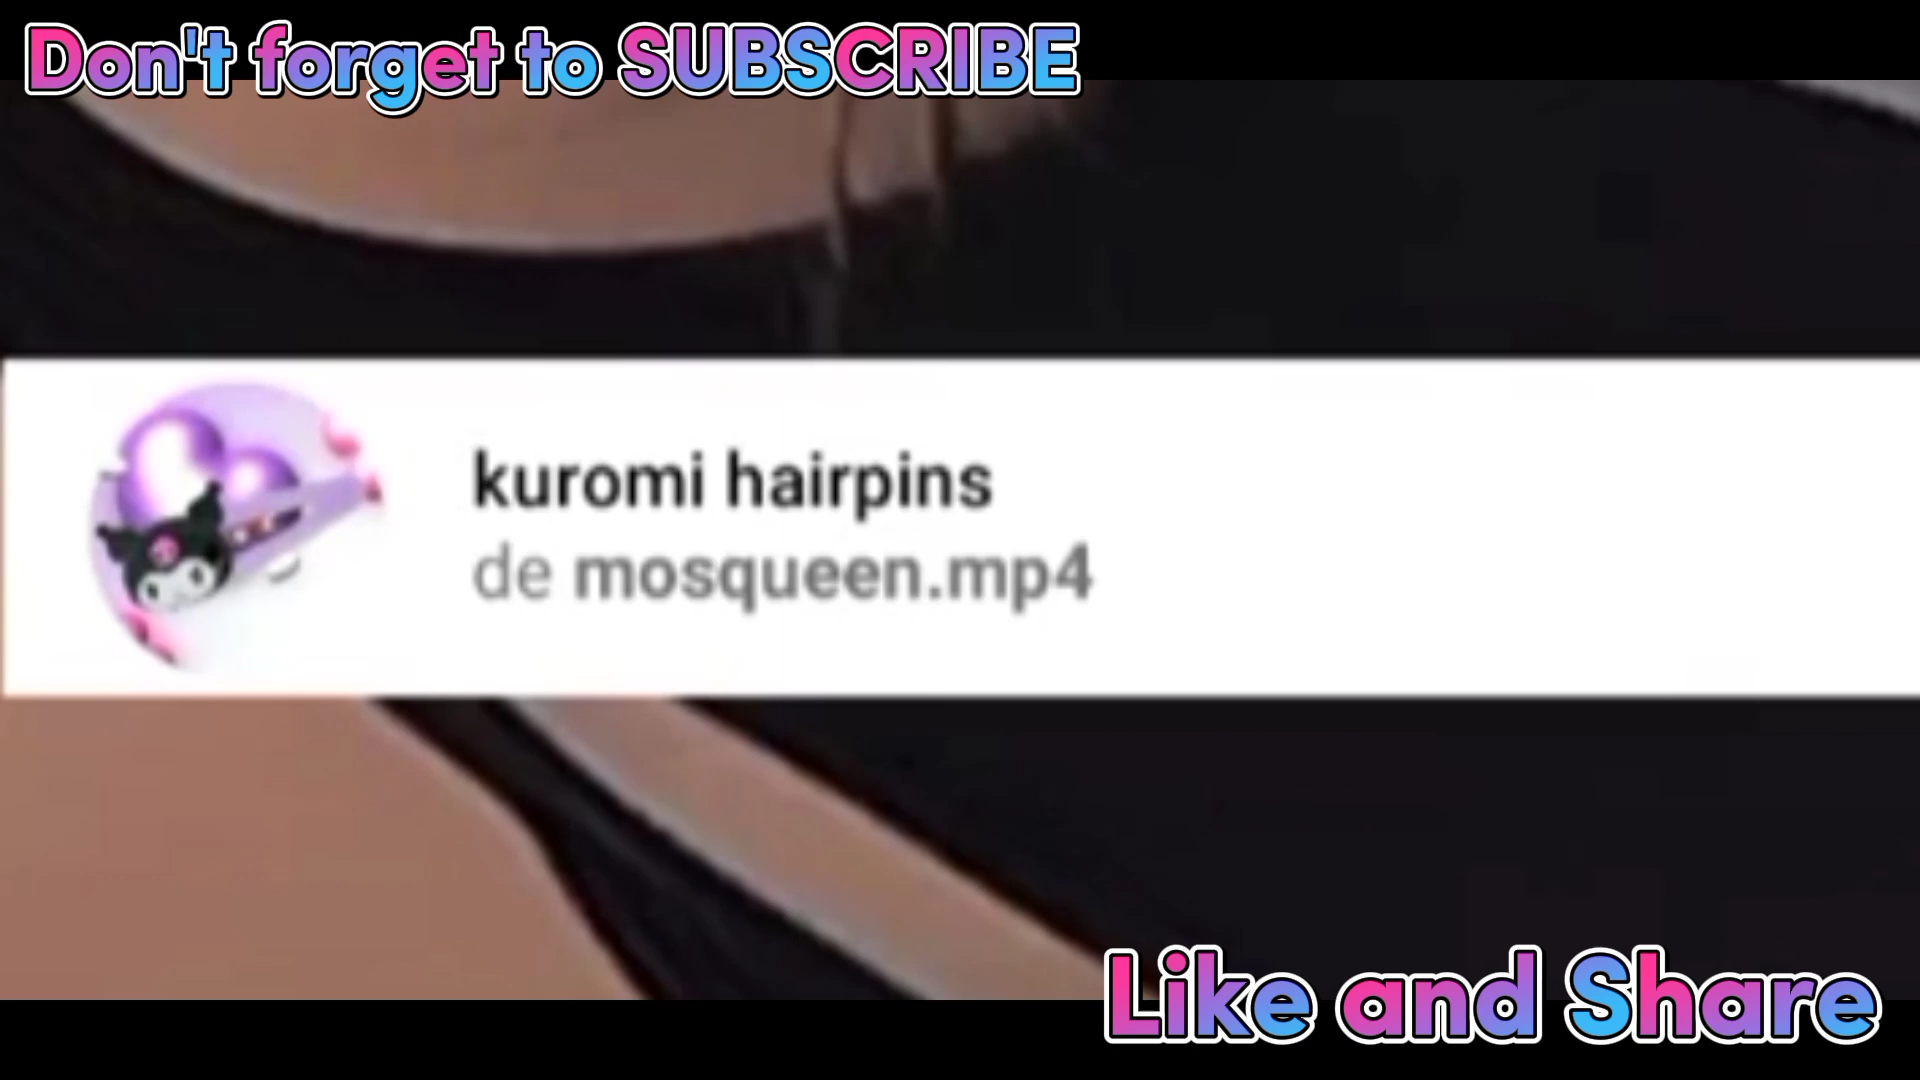 Don't forget to SUBSCRIBE
kuromi hairpins
de mosqueen.mp4
Like and Share